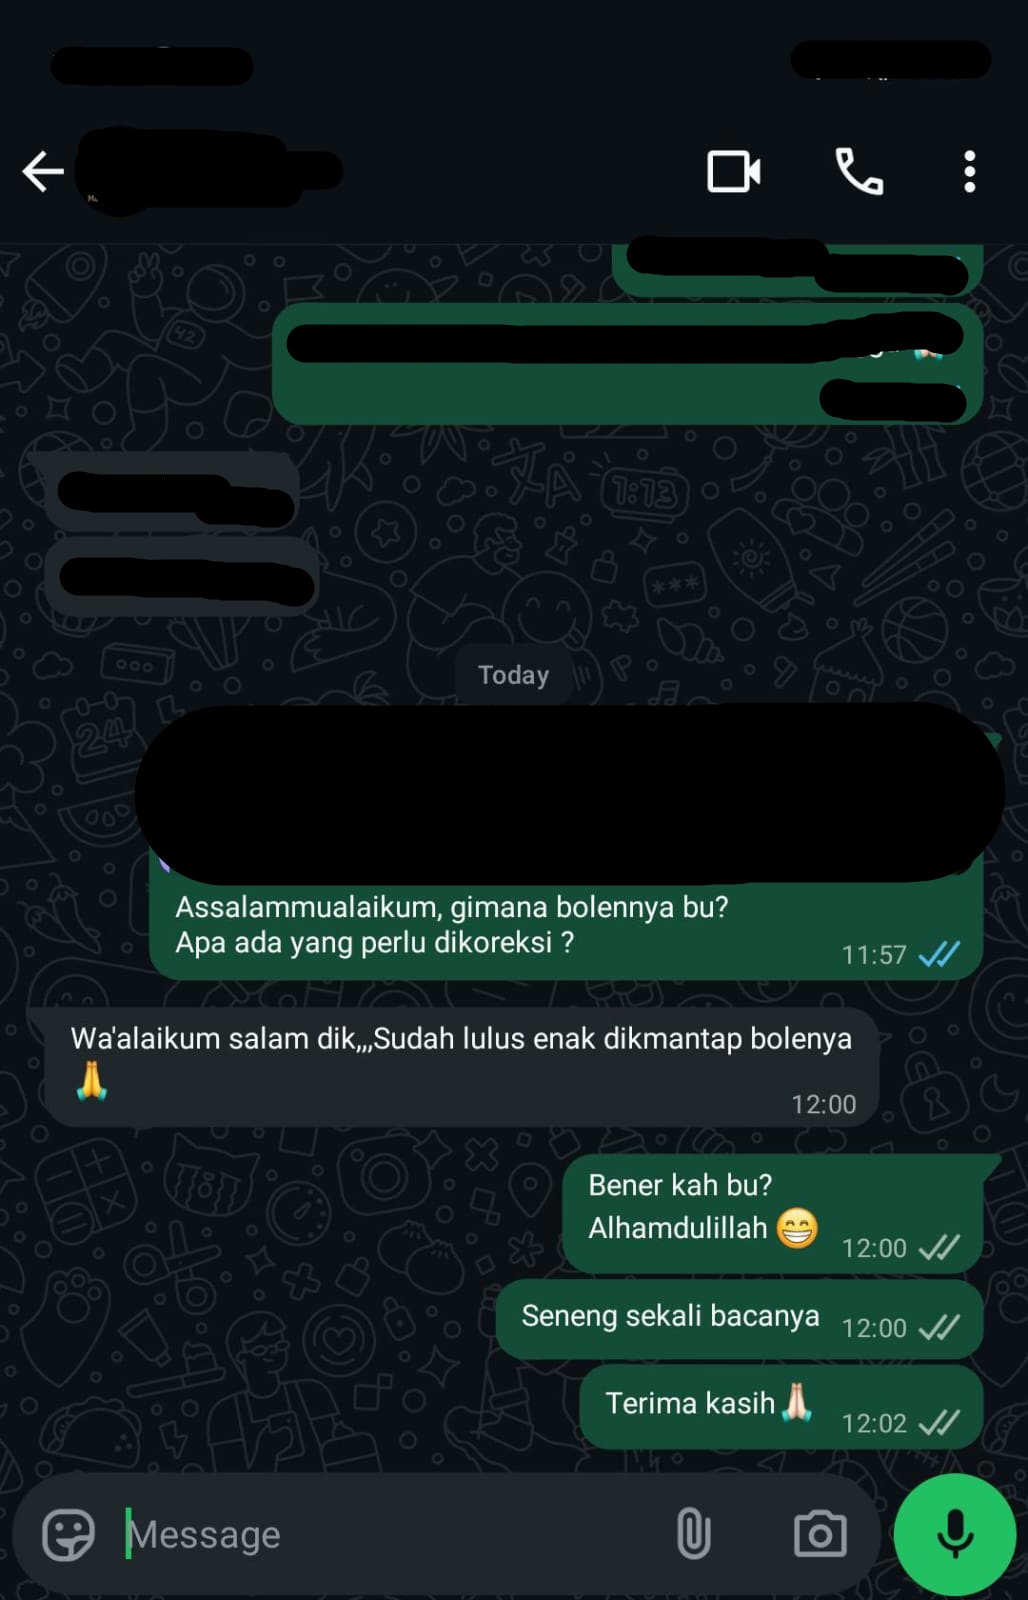 Today
Assalammualaikum, gimana bolennya bu?
Apa ada yang perlu dikoreksi ?
11:57
Wa'alaikum salam dik,,,Sudah lulus enak dikmantap bolenya
🙏
12:00
Bener kah bu?
Alhamdulillah 😁
12:00
Seneng sekali bacanya
12:00
Terima kasih🙏🏻
12:02
Message